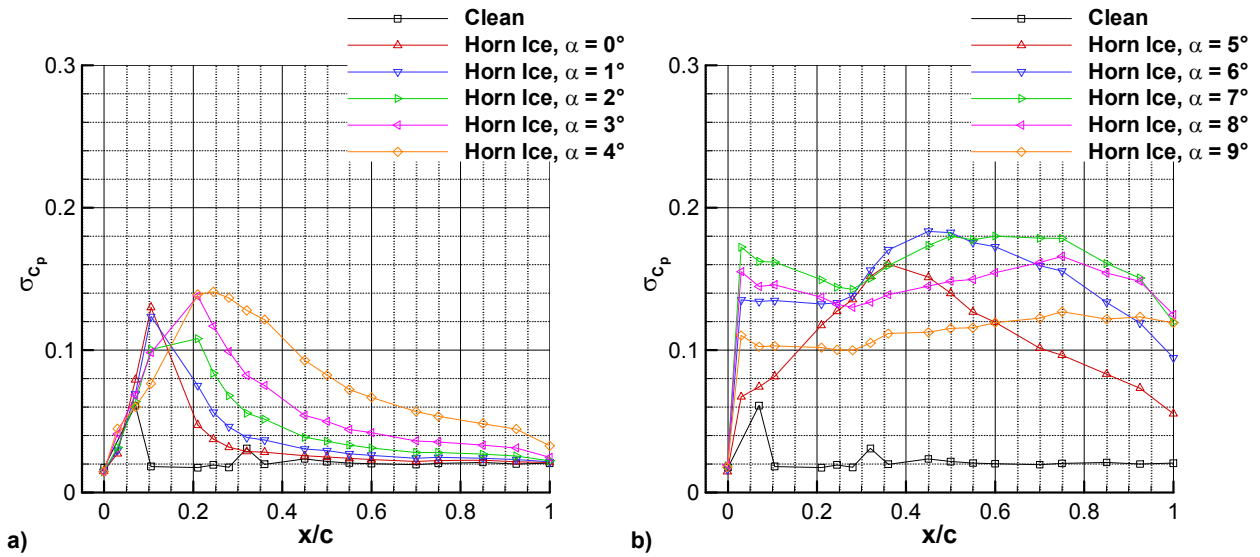 Clean
Horn Ice, α = 0°
Horn Ice, α = 1°
Horn Ice, α = 2°
Horn Ice, α = 3°
Horn Ice, α = 4°
0.3
0.2
0.1
0
σCp
0 0.2 0.4 0.6 0.8 1
x/c
a)
Clean
Horn Ice, α = 5°
Horn Ice, α = 6°
Horn Ice, α = 7°
Horn Ice, α = 8°
Horn Ice, α = 9°
0.3
0.2
0.1
0
σCp
0 0.2 0.4 0.6 0.8 1
x/c
b)